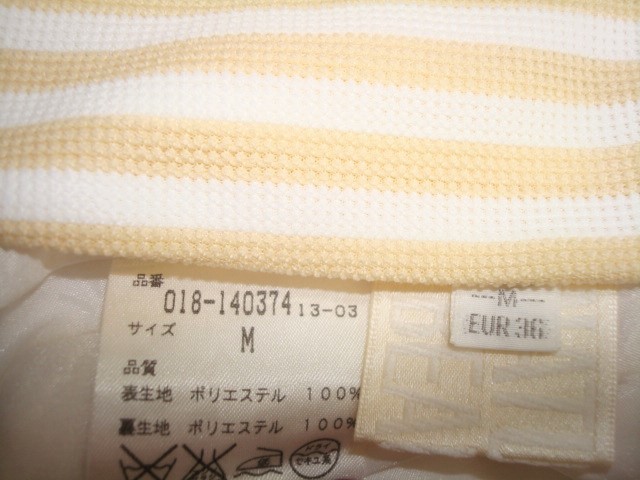 品番
018-140374 13-03
サイズ
M
品質
表生地 ポリエステル 100%
裏生地 ポリエステル 100%
---M---
EUR 36